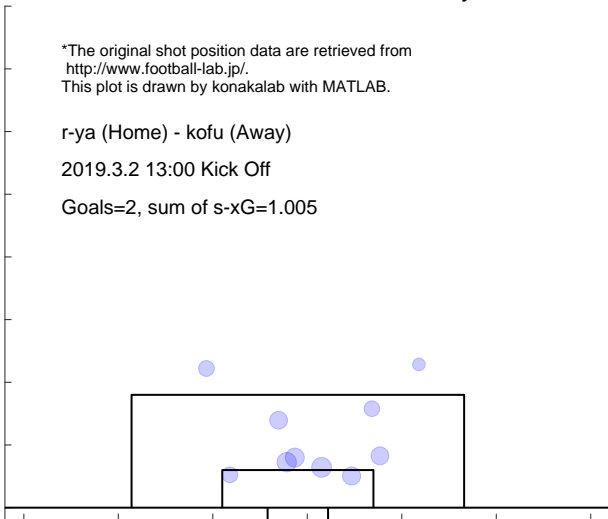 *The original shot position data are retrieved from
http://www.football-lab.jp/.
This plot is drawn by konakalab with MATLAB.
r-ya (Home) - kofu (Away)
2019.3.2 13:00 Kick Off
Goals=2, sum of s-xG=1.005